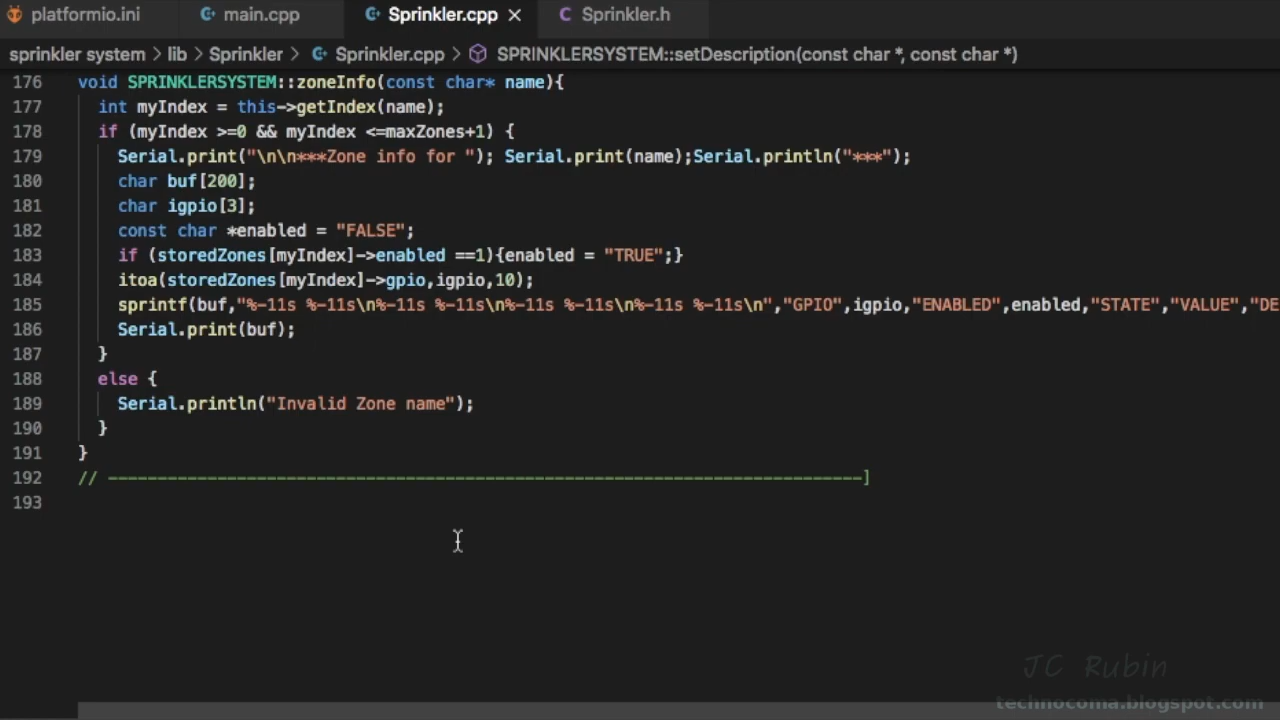 platformio.ini main.cpp Sprinkler.cpp Sprinkler.h
sprinkler system > lib > Sprinkler > Sprinkler.cpp > SPRINKLERSYSTEM::setDescription(const char *, const char *)
176 void SPRINKLERSYSTEM::zoneInfo(const char* name){
177 int myIndex = this->getIndex(name);
178 if (myIndex >=0 && myIndex <=maxZones+1) {
179 Serial.print("\n\n***Zone info for "); Serial.print(name);Serial.println("***");
180 char buf[200];
181 char igpio[3];
182 const char *enabled = "FALSE";
183 if (storedZones[myIndex]->enabled ==1){enabled = "TRUE";}
184 itoa(storedZones[myIndex]->gpio,igpio,10);
185 sprintf(buf,"%-11s %-11s\n%-11s %-11s\n%-11s %-11s\n%-11s %-11s\n","GPIO",igpio,"ENABLED",enabled,"STATE","VALUE","DE
186 Serial.print(buf);
187 }
188 else {
189 Serial.println("Invalid Zone name");
190 }
191 }
192 // ----------------------------------------------------------------------------]
193
JC Rubin
technocoma.blogspot.com